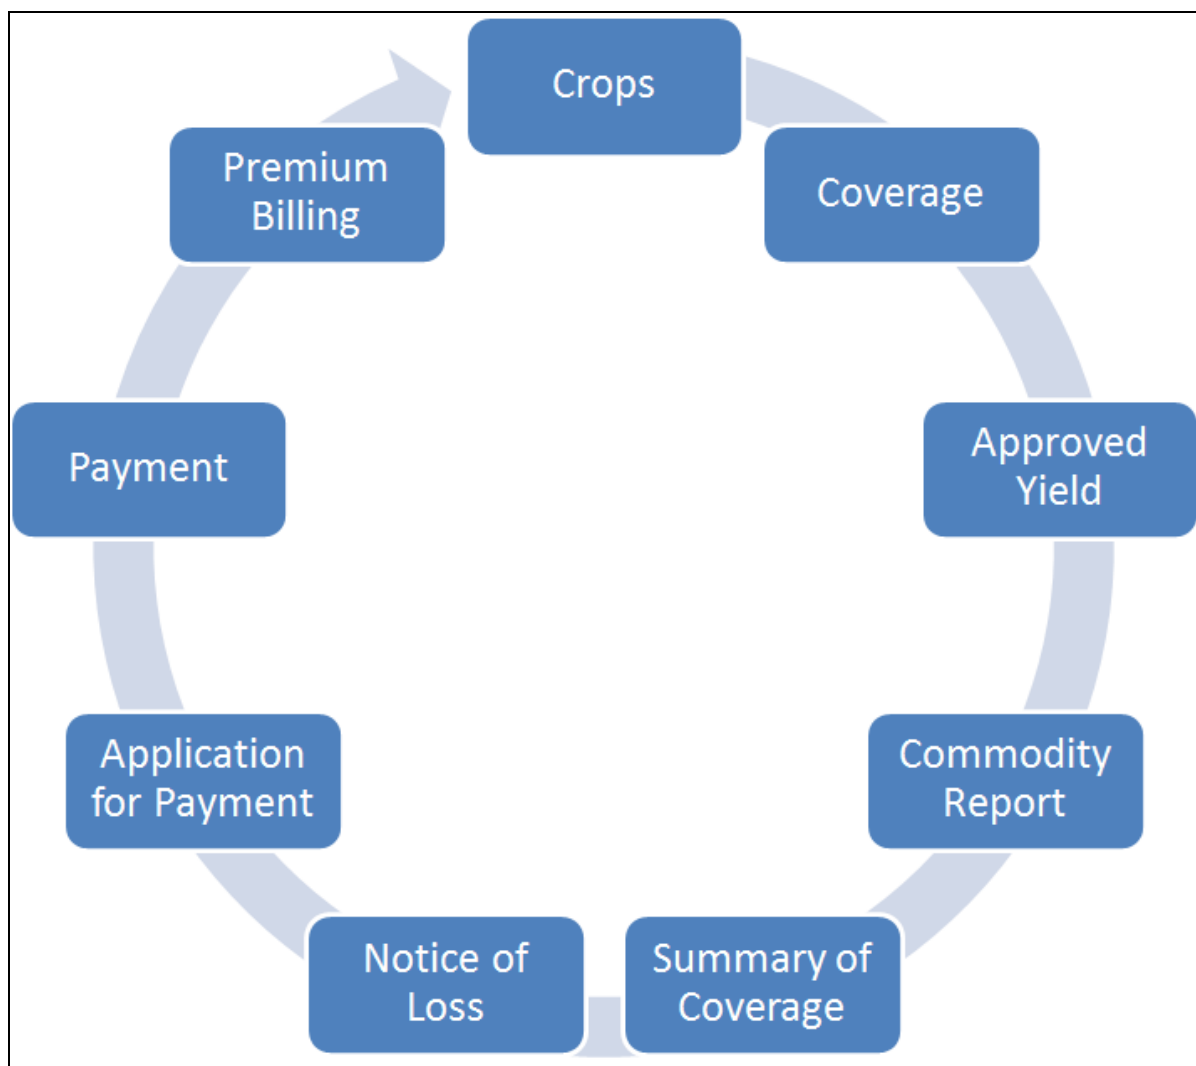 Crops
Coverage
Approved
Yield
Commodity
Report
Summary of
Coverage
Notice of
Loss
Application
for Payment
Payment
Premium
Billing